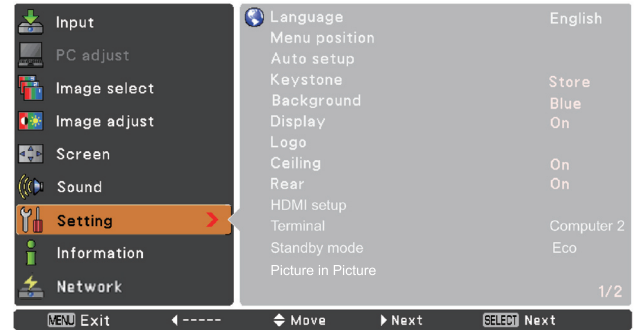 Input
PC adjust
Image select
Image adjust
Screen
Sound
Setting
Information
Network
Language English
Menu position
Auto setup
Keystone Store
Background Blue
Display On
Logo
Ceiling On
Rear On
HDMI setup
Terminal Computer 2
Standby mode Eco
Picture in Picture
1/2
MENU Exit ◀----- Move ▶Next SELECT Next